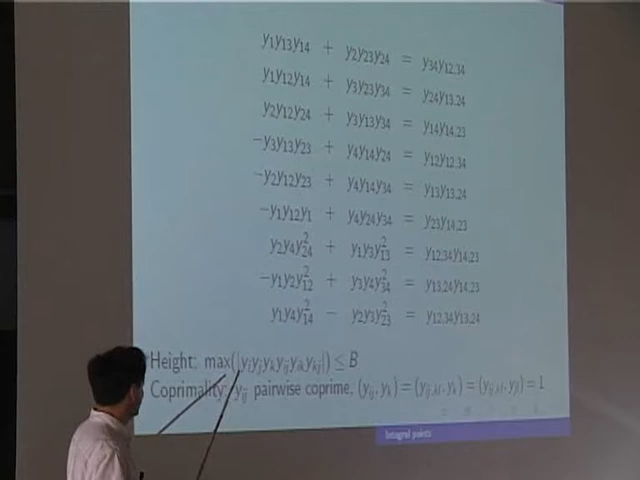 y₁y₁₃y₁₄ + y₂y₂₃y₂₄ = y₃₄y₁₂,₃₄
y₁y₁₂y₁₄ + y₃y₂₃y₃₄ = y₂₄y₁₃,₂₄
y₂y₁₂y₂₄ + y₃y₁₃y₃₄ = y₁₄y₁₄,₂₃
−y₃y₁₃y₂₃ + y₄y₁₄y₂₄ = y₁₂y₁₂,₃₄
−y₂y₁₂y₂₃ + y₄y₁₄y₃₄ = y₁₃y₁₃,₂₄
−y₁y₁₂y₁ + y₄y₂₄y₃₄ = y₂₃y₁₄,₂₃
y₂y₄y₂₄² + y₁y₃y₁₃² = y₁₂,₃₄y₁₄,₂₃
−y₁y₂y₁₂² + y₃y₄y₃₄² = y₁₃,₂₄y₁₄,₂₃
y₁y₄y₁₄² − y₂y₃y₂₃² = y₁₂,₃₄y₁₃,₂₄
Height: max(|yᵢyⱼyₖyᵢⱼyᵢₖyₖⱼ|) ≤ B
Coprimality: yᵢⱼ pairwise coprime, (yᵢⱼ, yₖ) = (yᵢⱼ,ₖₗ, yₖ) = (yᵢⱼ,ₖₗ, yⱼₗ) = 1
Integral points